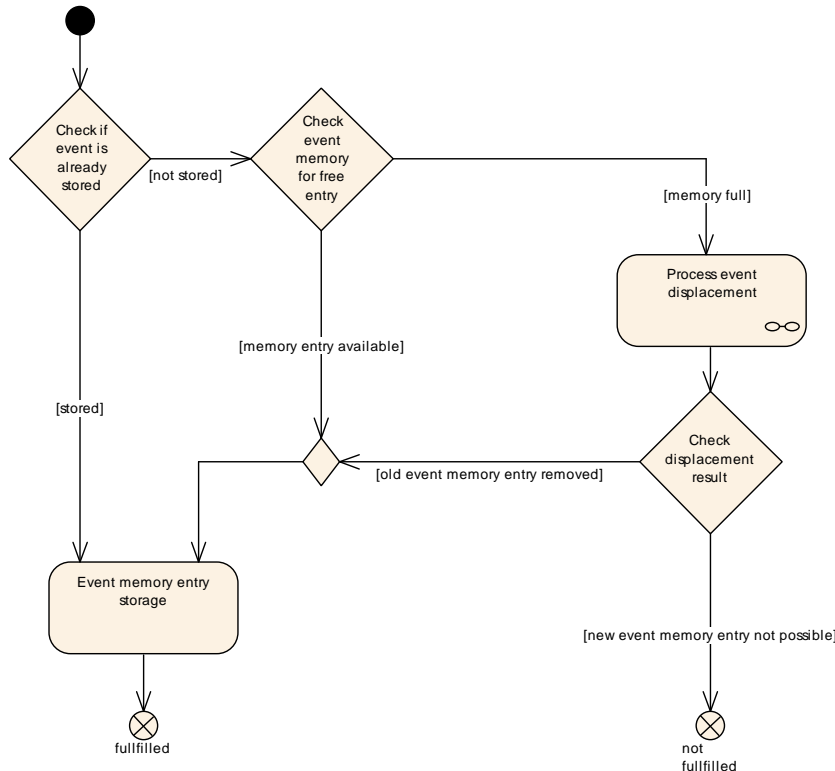 Check if
event is
already
stored
[not stored]
Check
event
memory
for free
entry
[memory full]
Process event
displacement
[memory entry available]
[stored]
Check
displacement
result
[old event memory entry removed]
Event memory entry
storage
[new event memory entry not possible]
fullfilled
not
fullfilled